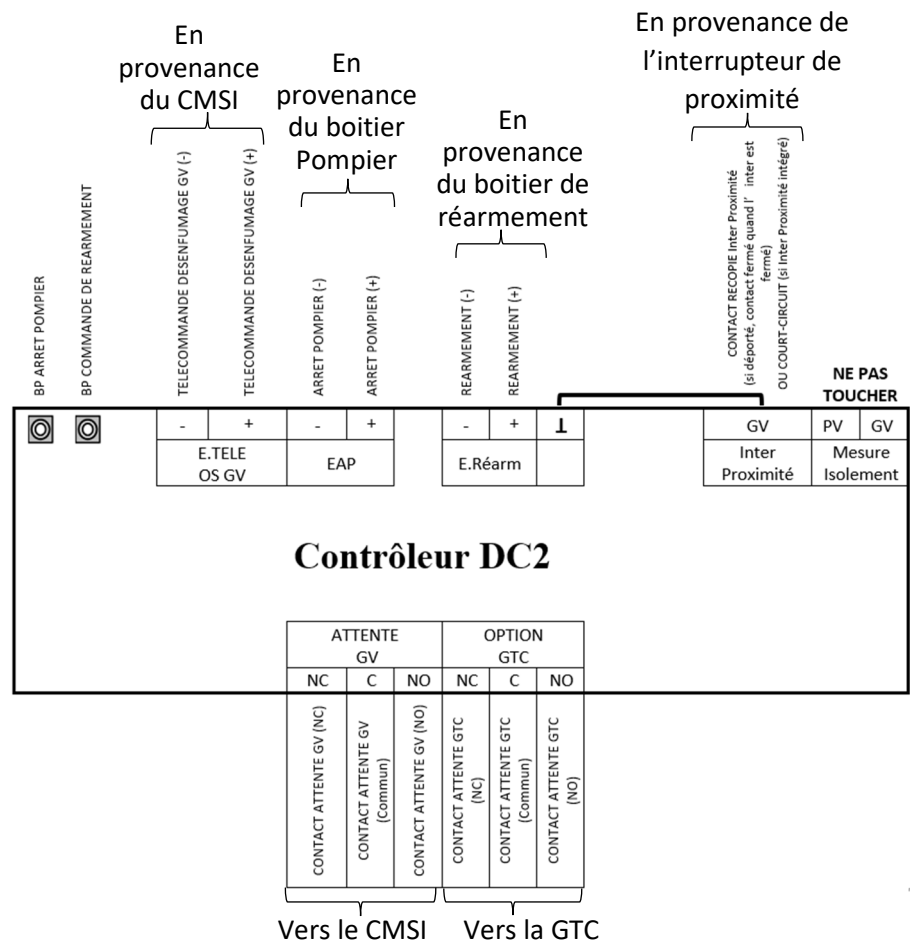 En
provenance
du CMSI
En
provenance
du boitier
Pompier
En
provenance
du boitier de
réarmement
En provenance de
l'interrupteur de
proximité
BP ARRET POMPIER
BP COMMANDE DE REARMEMENT
TELECOMMANDE DESENFUMAGE GV (-)
TELECOMMANDE DESENFUMAGE GV (+)
ARRET POMPIER (-)
ARRET POMPIER (+)
REARMEMENT (-)
REARMEMENT (+)
CONTACT RECOPIE Inter Proximité
(si déporté, contact fermé quand l' inter est
fermé)
OU COURT-CIRCUIT (si Inter Proximité intégré)
NE PAS
TOUCHER
- + - + - + GV PV GV
E.TELE
OS GV
EAP
E.Réarm
Inter
Proximité
Mesure
Isolement
Contrôleur DC2
ATTENTE
GV
OPTION
GTC
NC C NO NC C NO
CONTACT ATTENTE GV (NC)
CONTACT ATTENTE GV
(Commun)
CONTACT ATTENTE GV (NO)
CONTACT ATTENTE GTC
(NC)
CONTACT ATTENTE GTC
(Commun)
CONTACT ATTENTE GTC
(NO)
Vers le CMSI
Vers la GTC